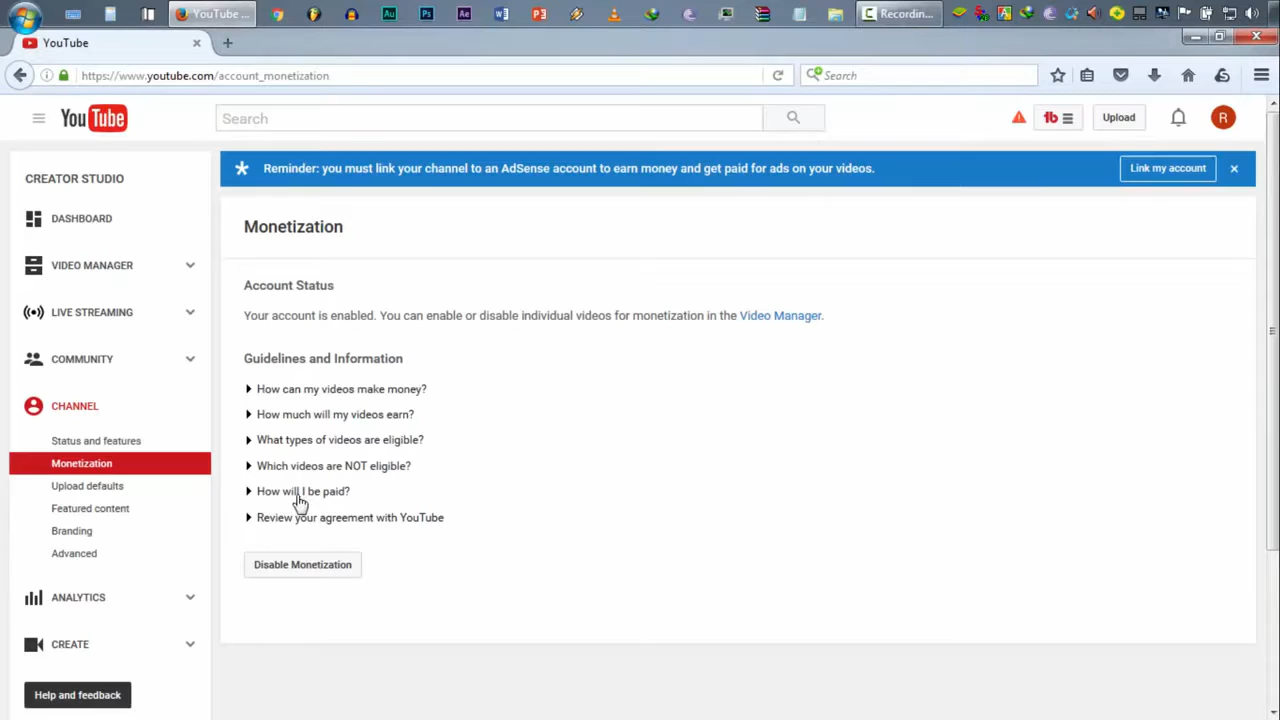 YouTube ...
Recordin...
YouTube
https://www.youtube.com/account_monetization
Search
YouTube
Search
Upload
R
CREATOR STUDIO
DASHBOARD
VIDEO MANAGER
LIVE STREAMING
COMMUNITY
CHANNEL
Status and features
Monetization
Upload defaults
Featured content
Branding
Advanced
ANALYTICS
CREATE
Help and feedback
Reminder: you must link your channel to an AdSense account to earn money and get paid for ads on your videos.
Link my account
Monetization
Account Status
Your account is enabled. You can enable or disable individual videos for monetization in the Video Manager.
Guidelines and Information
How can my videos make money?
How much will my videos earn?
What types of videos are eligible?
Which videos are NOT eligible?
How will I be paid?
Review your agreement with YouTube
Disable Monetization